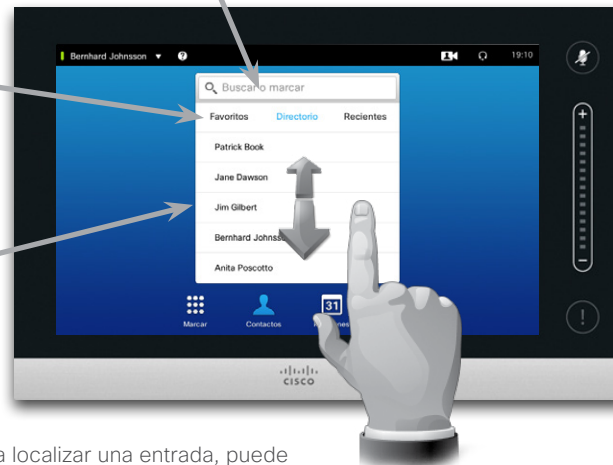 Bernhard Johnsson
19:10
Buscar o marcar
Favoritos Directorio Recientes
Patrick Book
Jane Dawson
Jim Gilbert
Bernhard
Anita Poscotto
31
Marcar Contactos
CISCO
localizar una entrada, puede